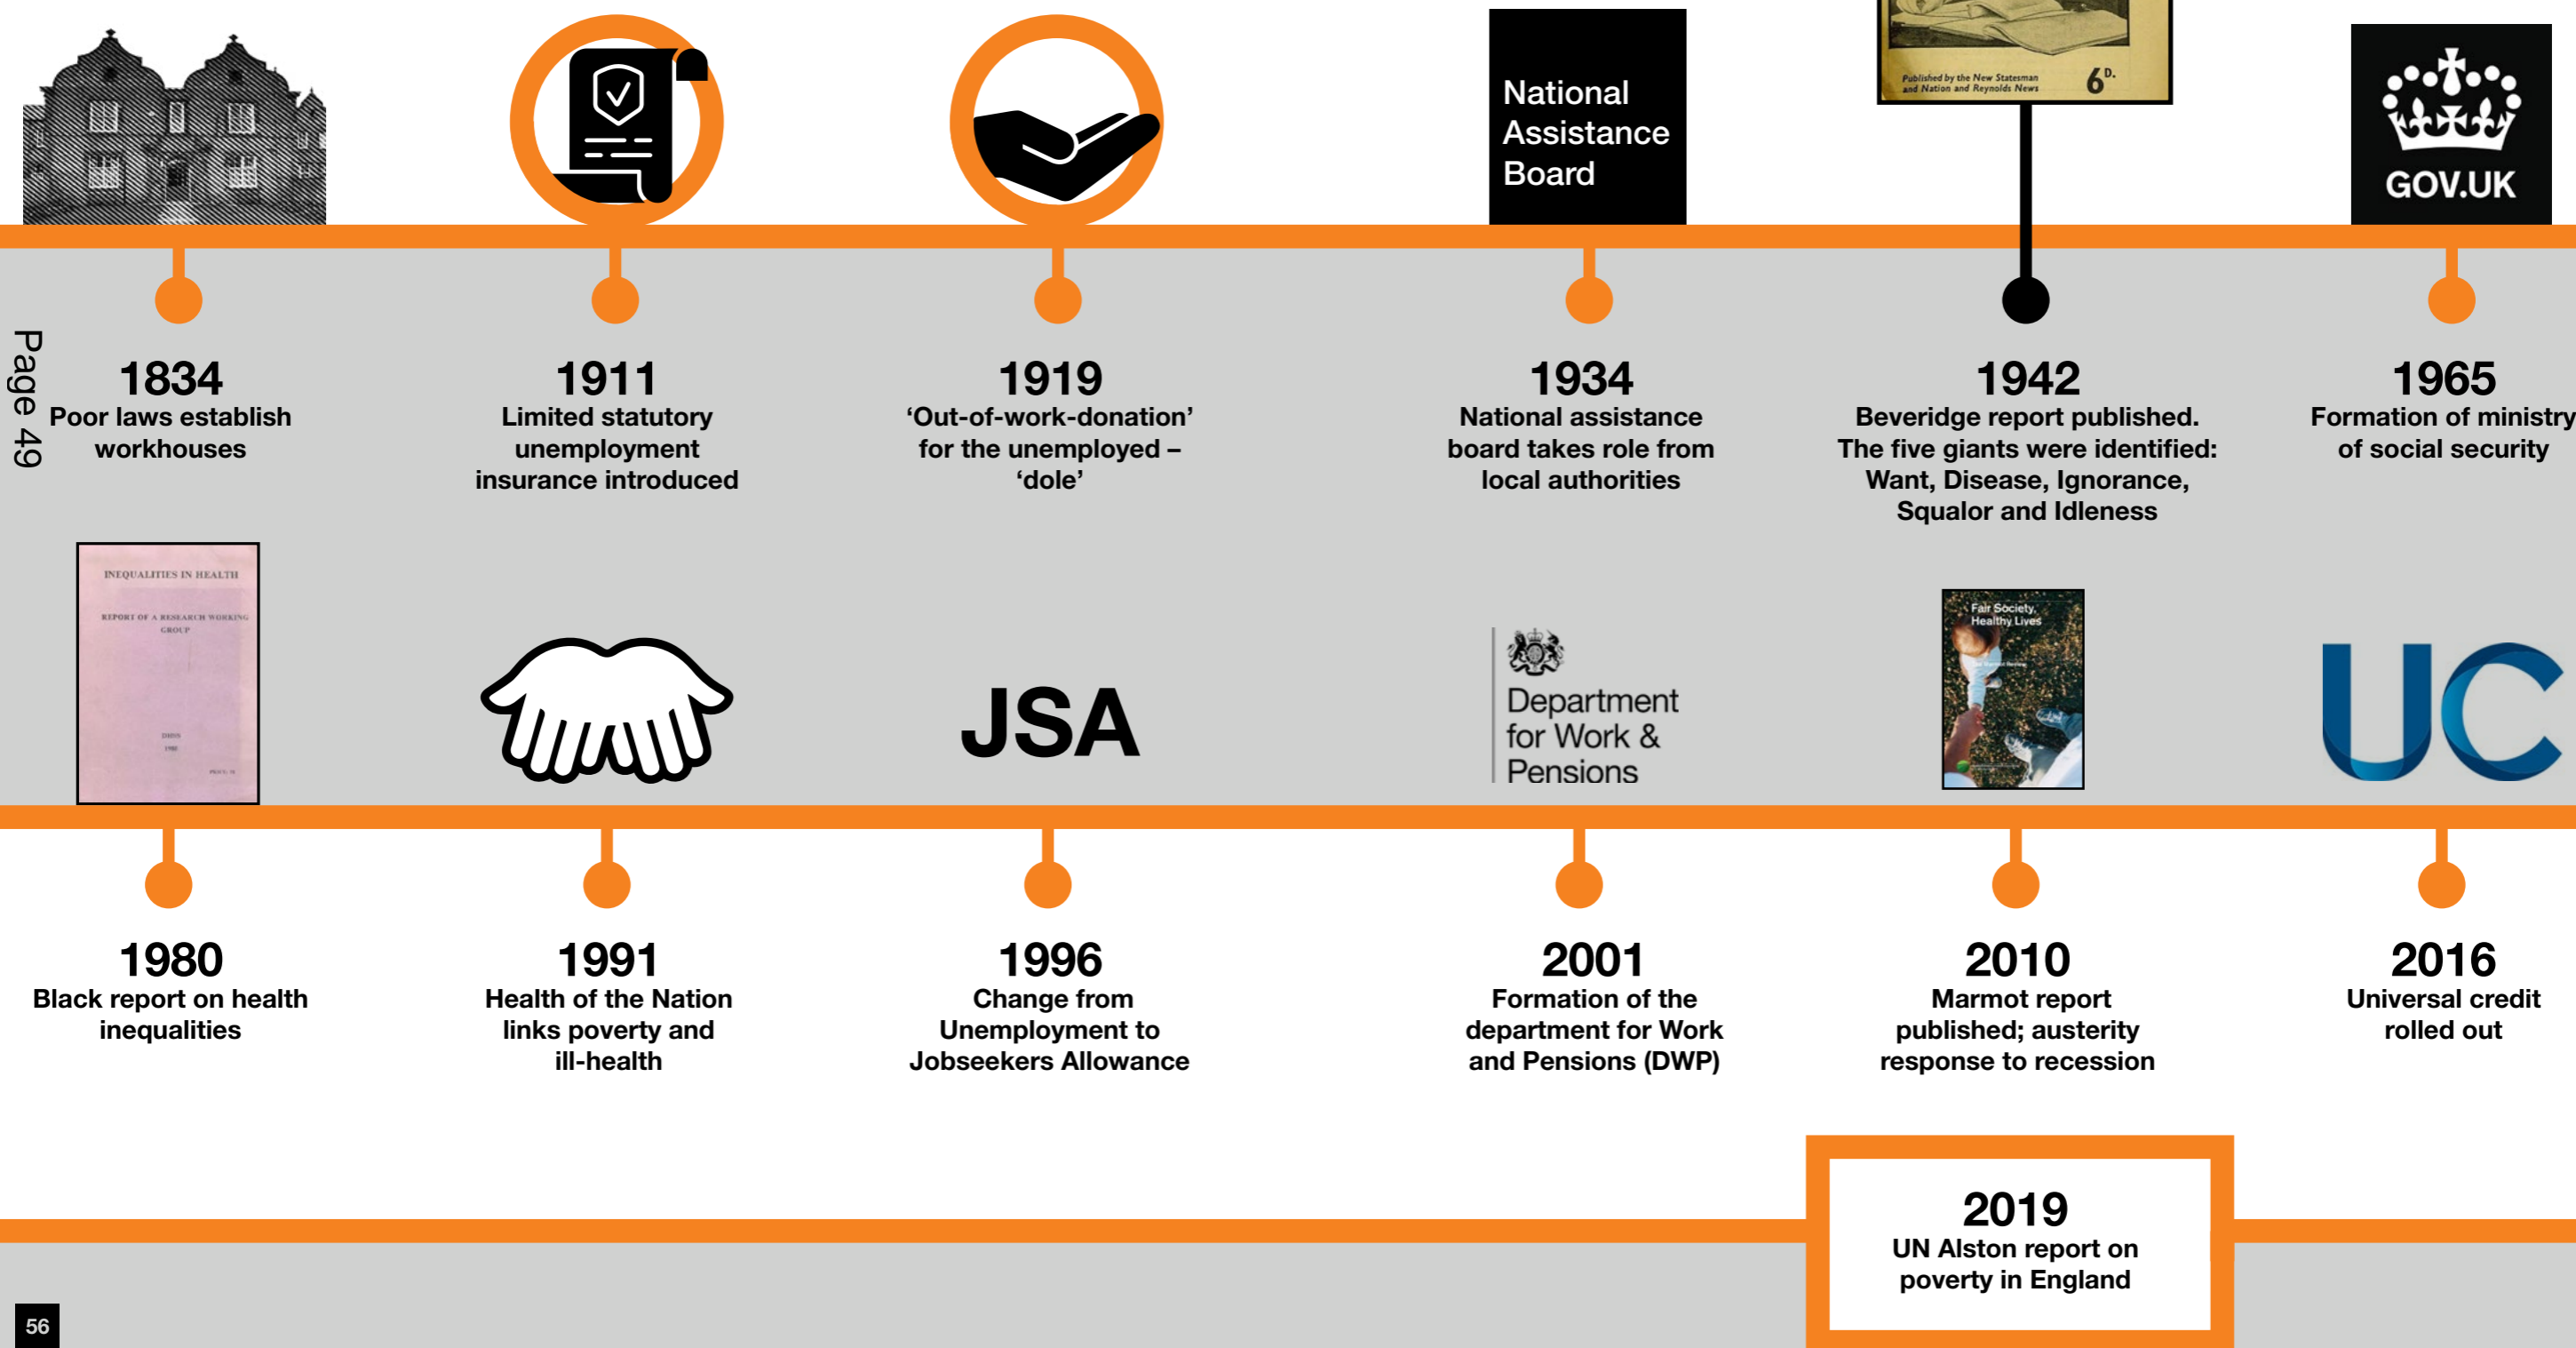 National
Assistance
Board
Published by the New Statesman
and Nation and Reynolds News
6D.
GOV.UK
Page 49
1834
Poor laws establish
workhouses
1911
Limited statutory
unemployment
insurance introduced
1919
‘Out-of-work-donation’
for the unemployed –
‘dole’
1934
National assistance
board takes role from
local authorities
1942
Beveridge report published.
The five giants were identified:
Want, Disease, Ignorance,
Squalor and Idleness
1965
Formation of ministry
of social security
INEQUALITIES IN HEALTH
REPORT OF A RESEARCH WORKING
GROUP
DHSS
1980
JSA
Department
for Work &
Pensions
Fair Society,
Healthy Lives
UC
1980
Black report on health
inequalities
1991
Health of the Nation
links poverty and
ill-health
1996
Change from
Unemployment to
Jobseekers Allowance
2001
Formation of the
department for Work
and Pensions (DWP)
2010
Marmot report
published; austerity
response to recession
2016
Universal credit
rolled out
2019
UN Alston report on
poverty in England
56